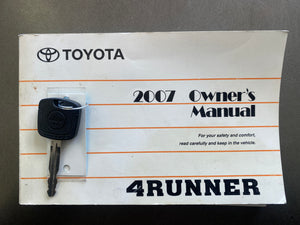 TOYOTA
2007 Owner's
Manual
For your safety and comfort,
read carefully and keep in the vehicle.
4RUNNER